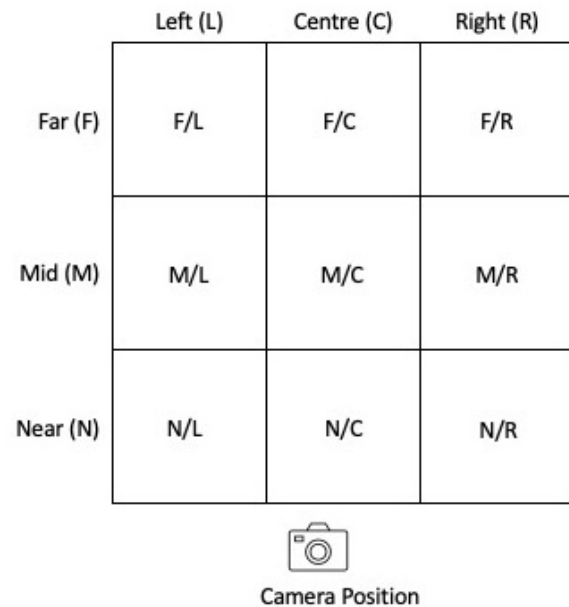 Left (L) Centre (C) Right (R)
Far (F) F/L F/C F/R
Mid (M) M/L M/C M/R
Near (N) N/L N/C N/R
Camera Position